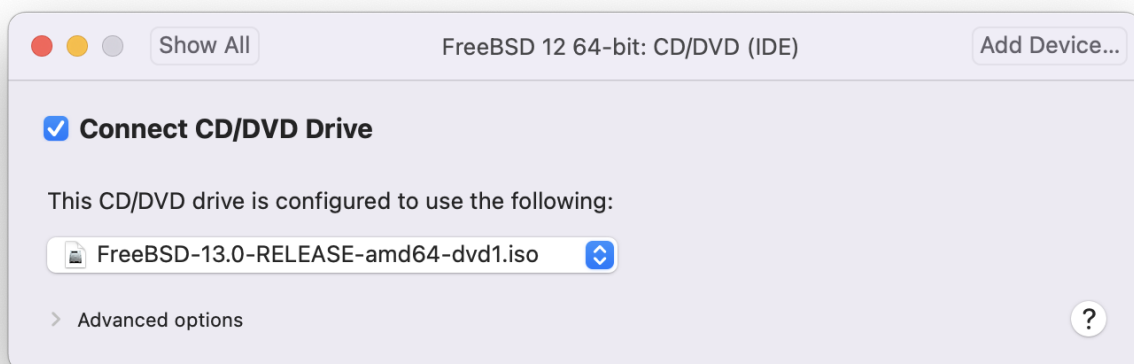 Show All
FreeBSD 12 64-bit: CD/DVD (IDE)
Add Device...
Connect CD/DVD Drive
This CD/DVD drive is configured to use the following:
FreeBSD-13.0-RELEASE-amd64-dvd1.iso
Advanced options
?